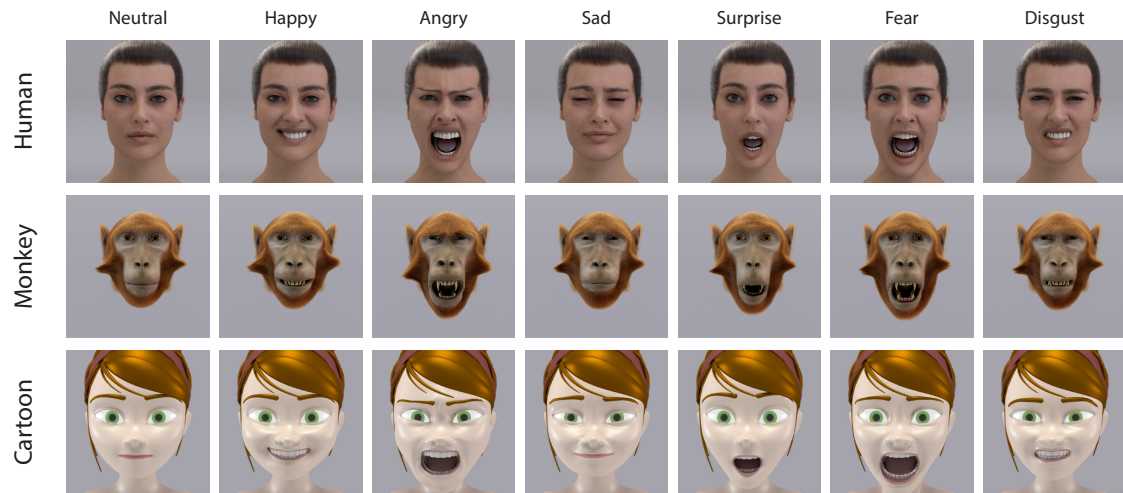 Neutral
Happy
Angry
Sad
Surprise
Fear
Disgust
Human
Monkey
Cartoon